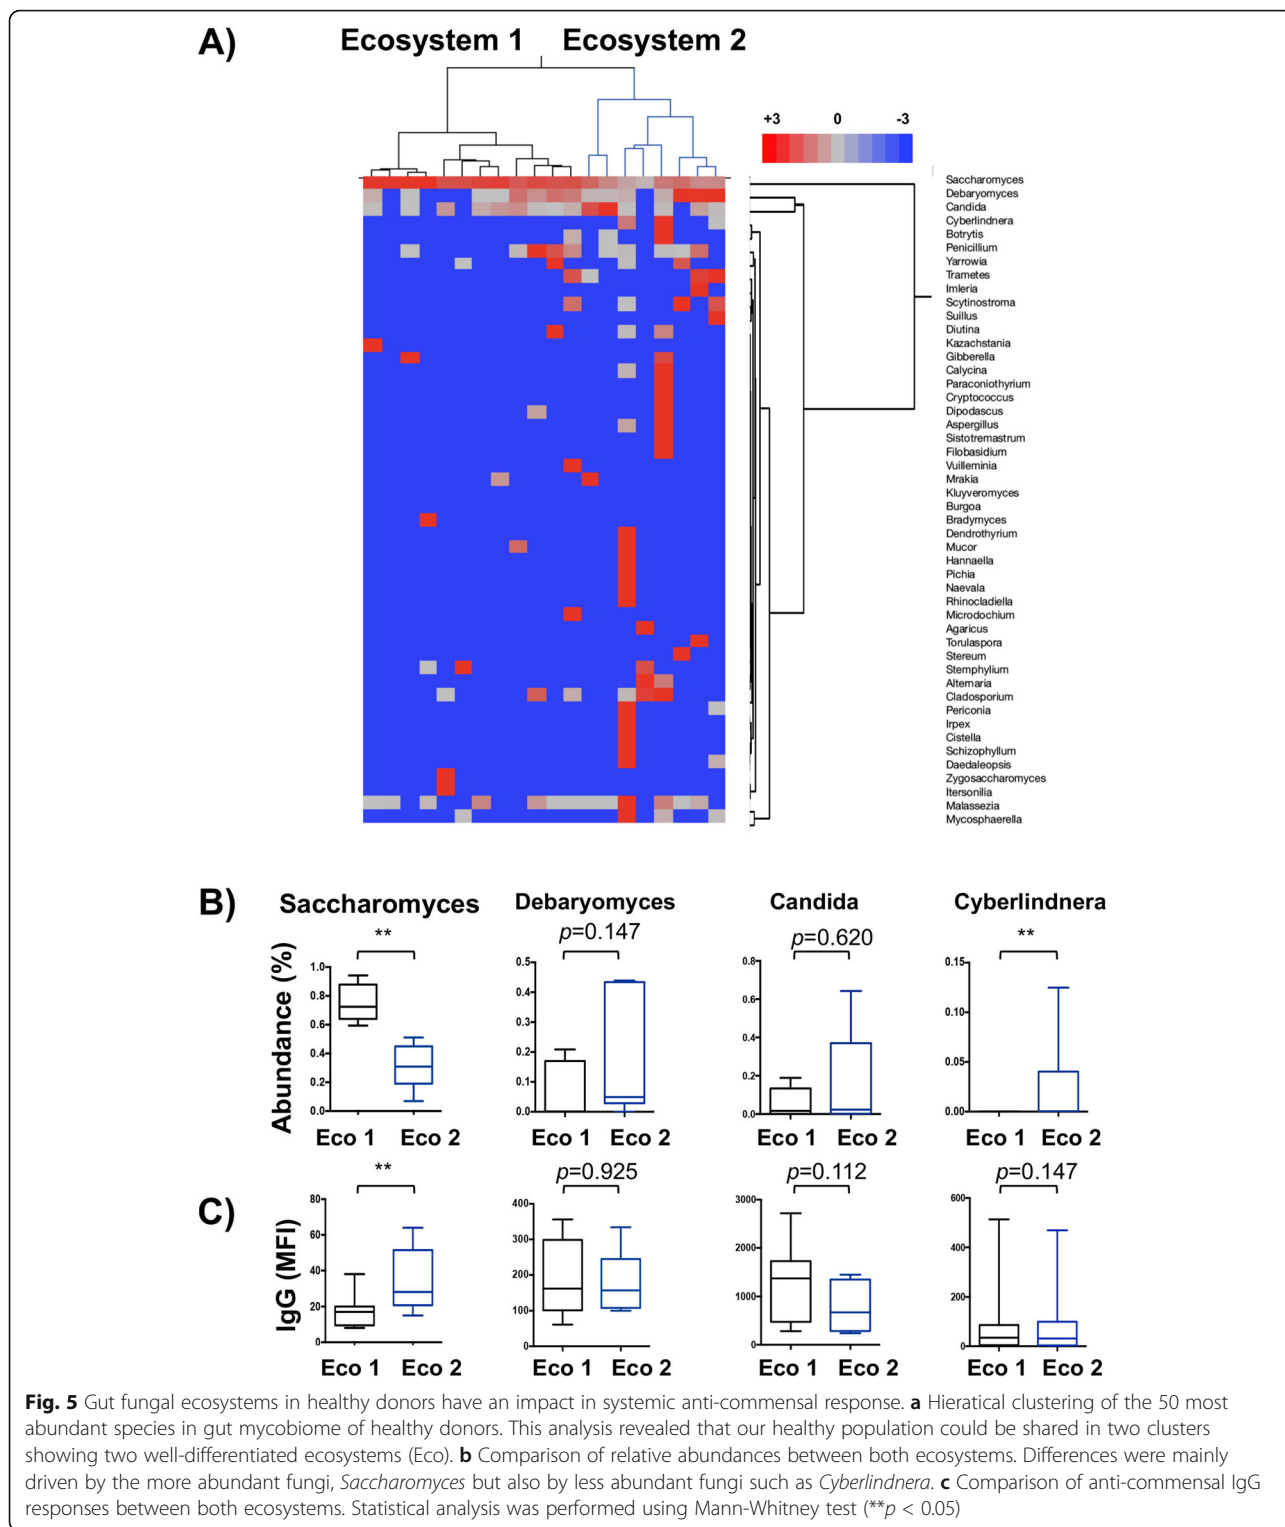 A)
Ecosystem 1 Ecosystem 2
+3 0 -3
Saccharomyces
Debaryomyces
Candida
Cyberlindnera
Botrytis
Penicillium
Yarrowia
Trametes
Imleria
Scytinostroma
Suillus
Diutina
Kazachstania
Gibberella
Calycina
Paraconiothyrium
Cryptococcus
Dipodascus
Aspergillus
Sistotremastrum
Filobasidium
Vuilleminia
Mrakia
Kluyveromyces
Burgoa
Bradymyces
Dendrothyrium
Mucor
Hannaella
Pichia
Naevala
Rhinocladiella
Microdochium
Agaricus
Torulaspora
Stereum
Stemphylium
Alternaria
Cladosporium
Periconia
Irpex
Cistella
Schizophyllum
Daedaleopsis
Zygosaccharomyces
Itersonilia
Malassezia
Mycosphaerella
B)
Saccharomyces Debaryomyces Candida Cyberlindnera
** p=0.147 p=0.620 **
Abundance (%)
1.0
0.8
0.6
0.4
0.2
0.0
Eco 1 Eco 2
0.5
0.4
0.3
0.2
0.1
0.0
Eco 1 Eco 2
0.8
0.6
0.4
0.2
0.0
Eco 1 Eco 2
0.15
0.10
0.05
0.00
Eco 1 Eco 2
C)
** p=0.925 p=0.112 p=0.147
IgG (MFI)
80
60
40
20
0
Eco 1 Eco 2
400
300
200
100
0
Eco 1 Eco 2
3000
2000
1000
0
Eco 1 Eco 2
600
400
200
0
Eco 1 Eco 2
Fig. 5 Gut fungal ecosystems in healthy donors have an impact in systemic anti-commensal response. a Hieratical clustering of the 50 most
abundant species in gut mycobiome of healthy donors. This analysis revealed that our healthy population could be shared in two clusters
showing two well-differentiated ecosystems (Eco). b Comparison of relative abundances between both ecosystems. Differences were mainly
driven by the more abundant fungi, Saccharomyces but also by less abundant fungi such as Cyberlindnera. c Comparison of anti-commensal IgG
responses between both ecosystems. Statistical analysis was performed using Mann-Whitney test (**p < 0.05)